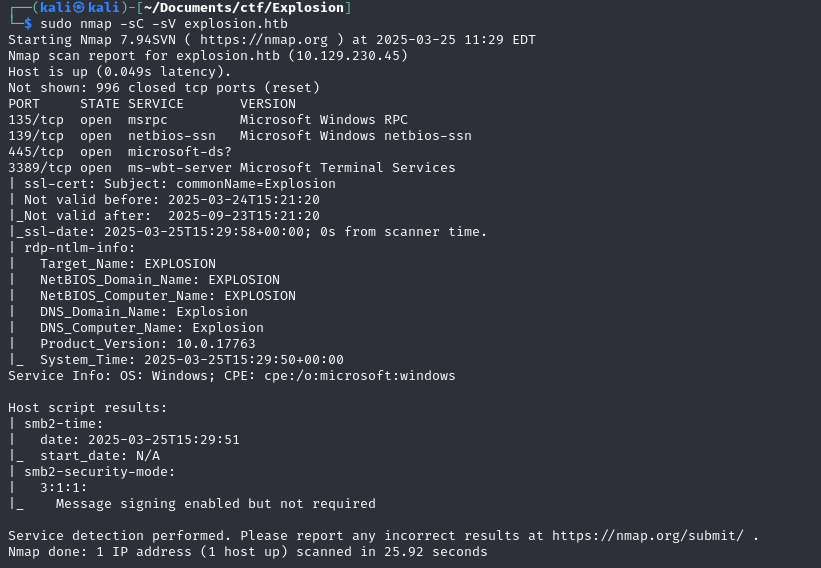 ┌──(kali㉿kali)-[~/Documents/ctf/Explosion]
└─$ sudo nmap -sC -sV explosion.htb
Starting Nmap 7.94SVN ( https://nmap.org ) at 2025-03-25 11:29 EDT
Nmap scan report for explosion.htb (10.129.230.45)
Host is up (0.049s latency).
Not shown: 996 closed tcp ports (reset)
PORT     STATE SERVICE       VERSION
135/tcp  open  msrpc         Microsoft Windows RPC
139/tcp  open  netbios-ssn   Microsoft Windows netbios-ssn
445/tcp  open  microsoft-ds?
3389/tcp open  ms-wbt-server Microsoft Terminal Services
| ssl-cert: Subject: commonName=Explosion
| Not valid before: 2025-03-24T15:21:20
|_Not valid after:  2025-09-23T15:21:20
|_ssl-date: 2025-03-25T15:29:58+00:00; 0s from scanner time.
| rdp-ntlm-info:
|   Target_Name: EXPLOSION
|   NetBIOS_Domain_Name: EXPLOSION
|   NetBIOS_Computer_Name: EXPLOSION
|   DNS_Domain_Name: Explosion
|   DNS_Computer_Name: Explosion
|   Product_Version: 10.0.17763
|_  System_Time: 2025-03-25T15:29:50+00:00
Service Info: OS: Windows; CPE: cpe:/o:microsoft:windows

Host script results:
| smb2-time:
|   date: 2025-03-25T15:29:51
|_  start_date: N/A
| smb2-security-mode:
|   3:1:1:
|_    Message signing enabled but not required

Service detection performed. Please report any incorrect results at https://nmap.org/submit/ .
Nmap done: 1 IP address (1 host up) scanned in 25.92 seconds